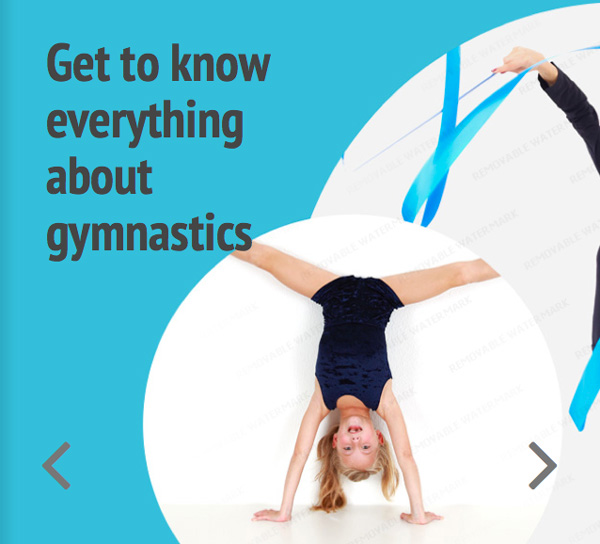 Get to know
everything
about
gymnastics
REMOVABLE WATERMARK
REMOVABLE WATERMARK
REMOVABLE WATERMARK
REMOVABLE WATERMARK
REMOVABLE WATERMARK